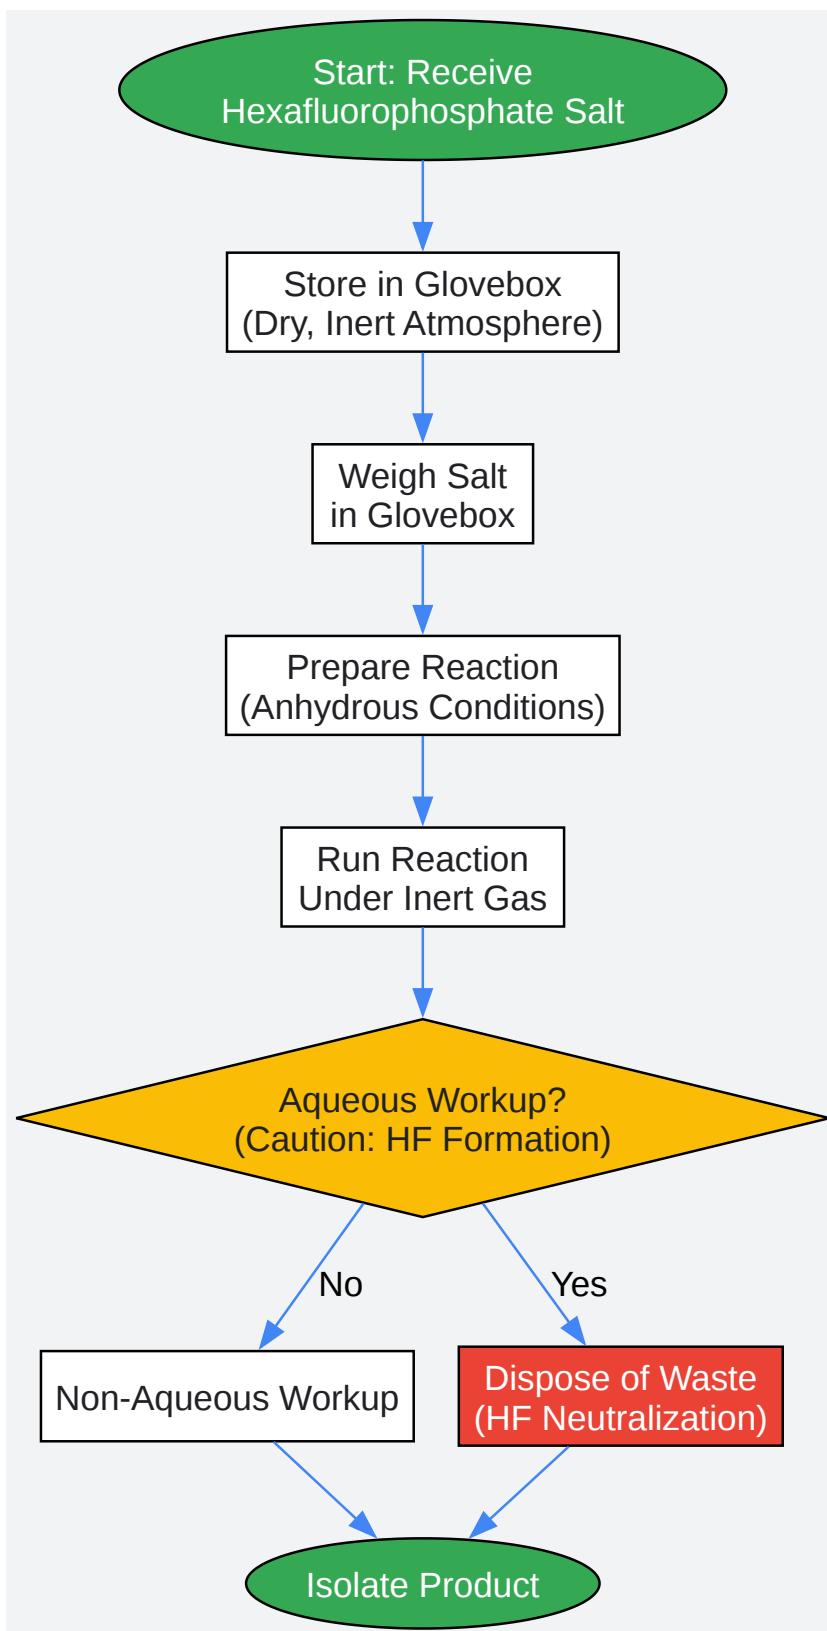 Start: Receive
Hexafluorophosphate Salt
Store in Glovebox
(Dry, Inert Atmosphere)
Weigh Salt
in Glovebox
Prepare Reaction
(Anhydrous Conditions)
Run Reaction
Under Inert Gas
Aqueous Workup?
(Caution: HF Formation)
No
Yes
Non-Aqueous Workup
Dispose of Waste
(HF Neutralization)
Isolate Product